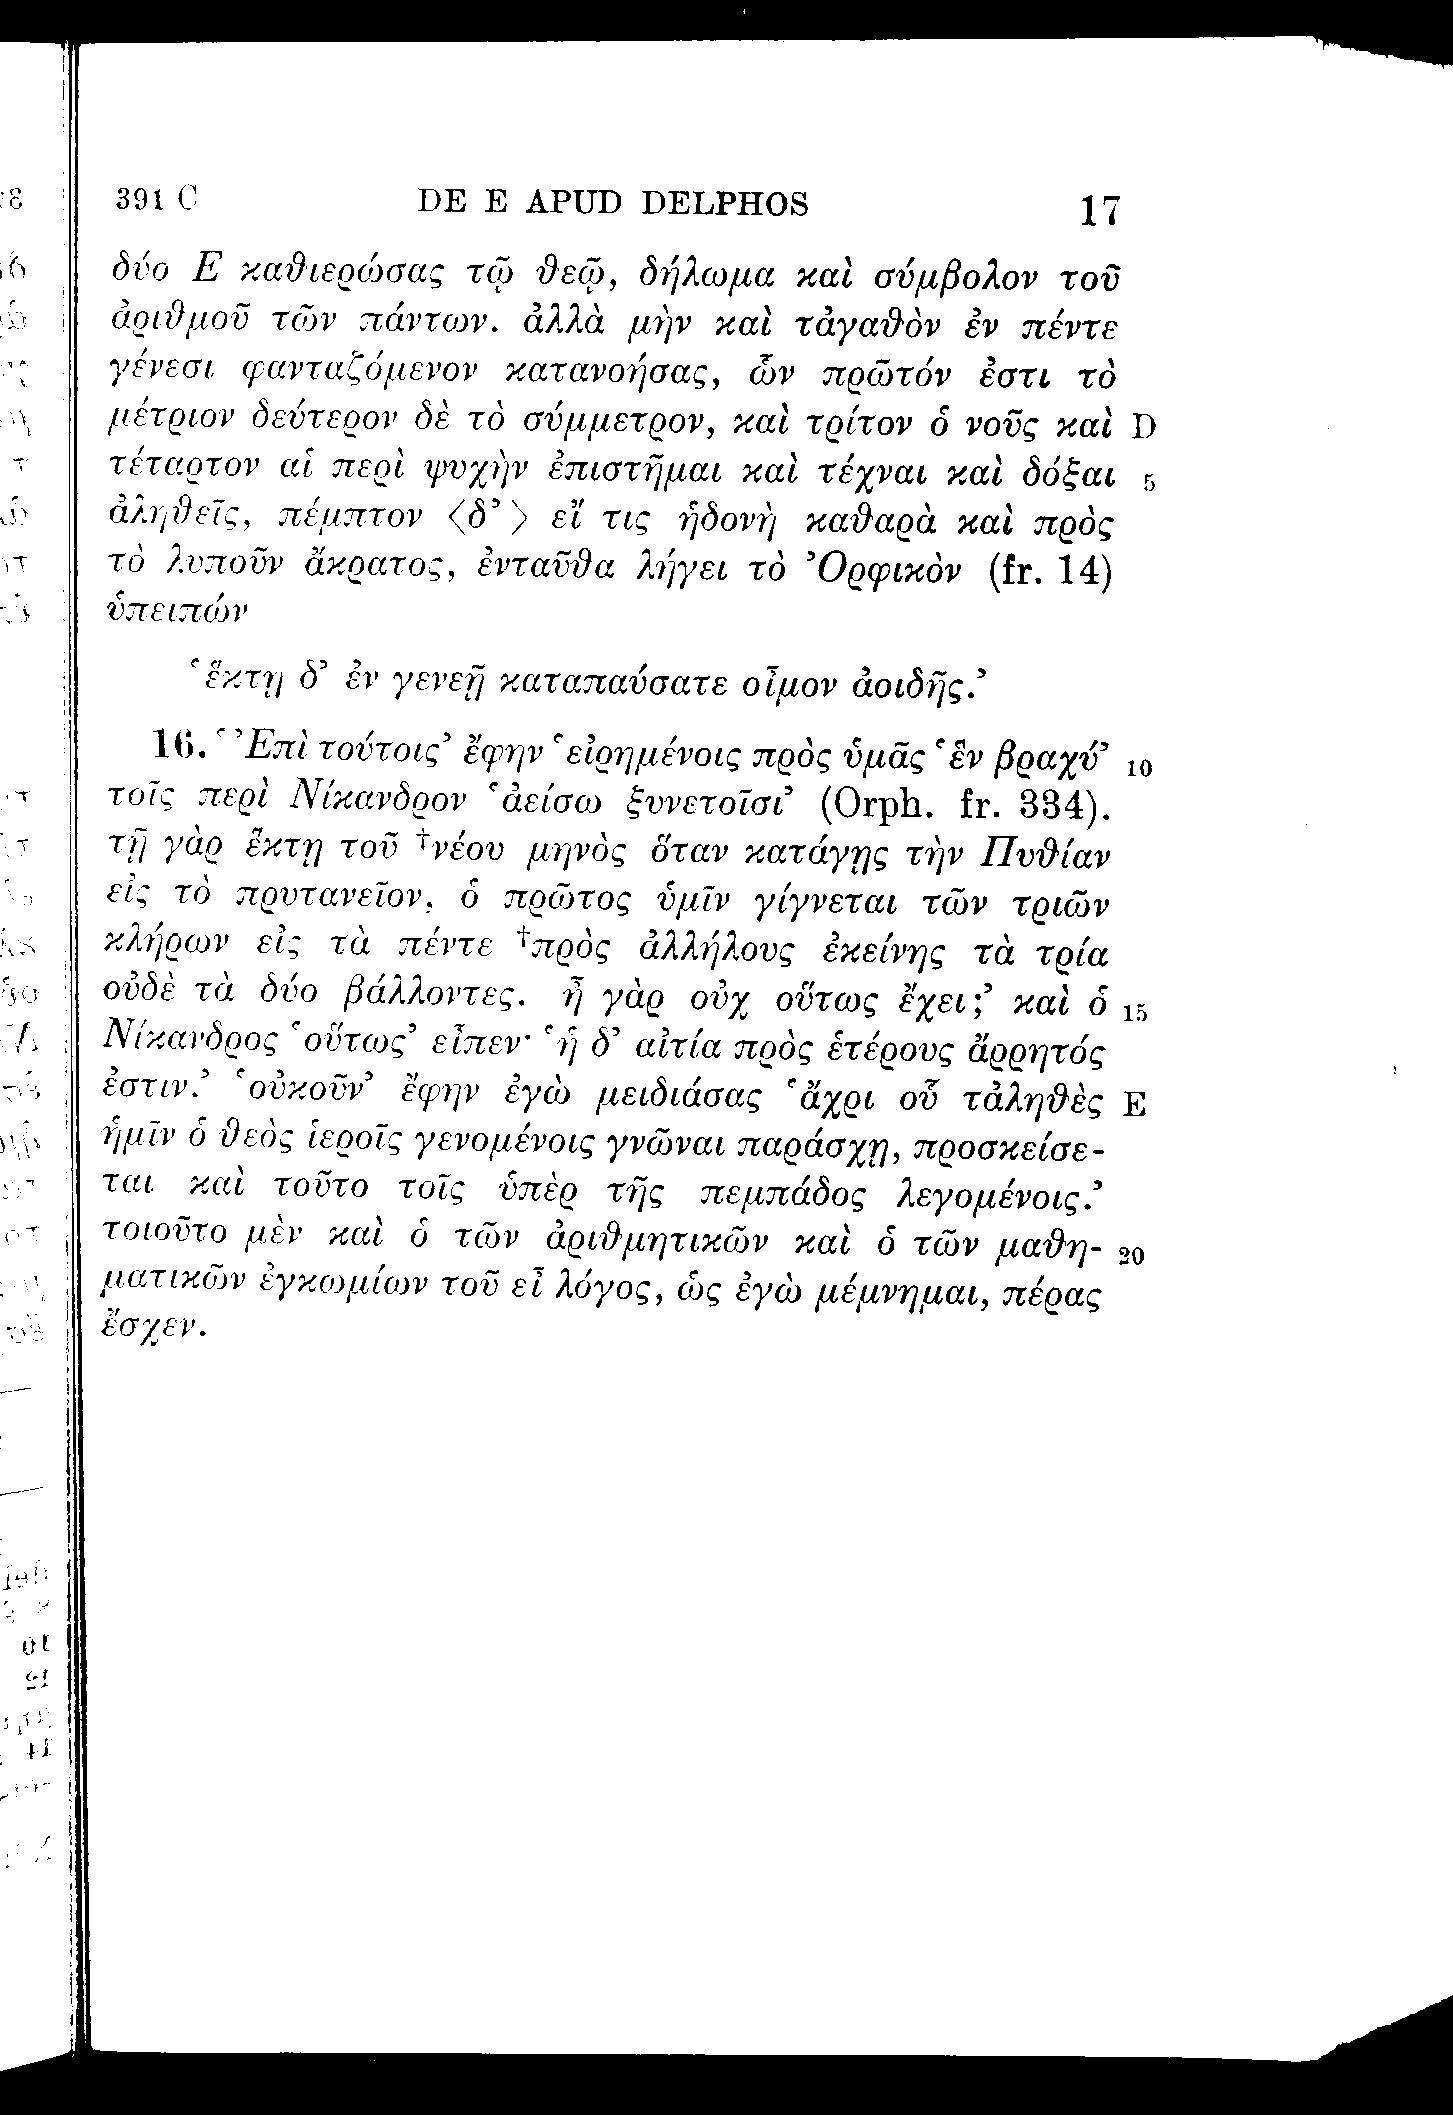 391 C DE E APUD DELPHOS 17
δύο Ε καθιερώσας τῷ θεῷ, δήλωμα καὶ σύμβολον τοῦ
ἀριθμοῦ τῶν πάντων. ἀλλὰ μὴν καὶ τἀγαθὸν ἐν πέντε
γένεσι φανταζόμενον κατανοήσας, ὧν πρῶτόν ἐστι τὸ
μέτριον δεύτερον δὲ τὸ σύμμετρον, καὶ τρίτον ὁ νοῦς καὶ D
τέταρτον αἱ περὶ ψυχὴν ἐπιστῆμαι καὶ τέχναι καὶ δόξαι 5
ἀληθεῖς, πέμπτον 〈δ’〉 εἴ τις ἡδονὴ καθαρὰ καὶ πρὸς
τὸ λυποῦν ἄκρατος, ἐνταῦθα λήγει τὸ Ὀρφικὸν (fr. 14)
ὑπειπών
‘ἕκτῃ δ’ ἐν γενεῇ καταπαύσατε οἶμον ἀοιδῆς.’
16. ‘Ἐπὶ τούτοις’ ἔφην ‘εἰρημένοις πρὸς ὑμᾶς ‘ἓν βραχύ’ 10
τοῖς περὶ Νίκανδρον ‘ἀείσω ξυνετοῖσι’ (Orph. fr. 334).
τῇ γὰρ ἕκτῃ τοῦ †νέου μηνὸς ὅταν κατάγῃς τὴν Πυθίαν
εἰς τὸ πρυτανεῖον, ὁ πρῶτος ὑμῖν γίγνεται τῶν τριῶν
κλήρων εἰς τὰ πέντε †πρὸς ἀλλήλους ἐκείνης τὰ τρία
οὐδὲ τὰ δύο βάλλοντες. ἦ γὰρ οὐχ οὕτως ἔχει;’ καὶ ὁ 15
Νίκανδρος ‘οὕτως’ εἶπεν· ‘ἡ δ’ αἰτία πρὸς ἑτέρους ἄρρητός
ἐστιν.’ ‘οὐκοῦν’ ἔφην ἐγὼ μειδιάσας ‘ἄχρι οὗ τἀληθὲς E
ἡμῖν ὁ θεὸς ἱεροῖς γενομένοις γνῶναι παράσχῃ, προσκείσε-
ται καὶ τοῦτο τοῖς ὑπὲρ τῆς πεμπάδος λεγομένοις.’
τοιοῦτο μὲν καὶ ὁ τῶν ἀριθμητικῶν καὶ ὁ τῶν μαθη- 20
ματικῶν ἐγκωμίων τοῦ εἶ λόγος, ὡς ἐγὼ μέμνημαι, πέρας
ἔσχεν.